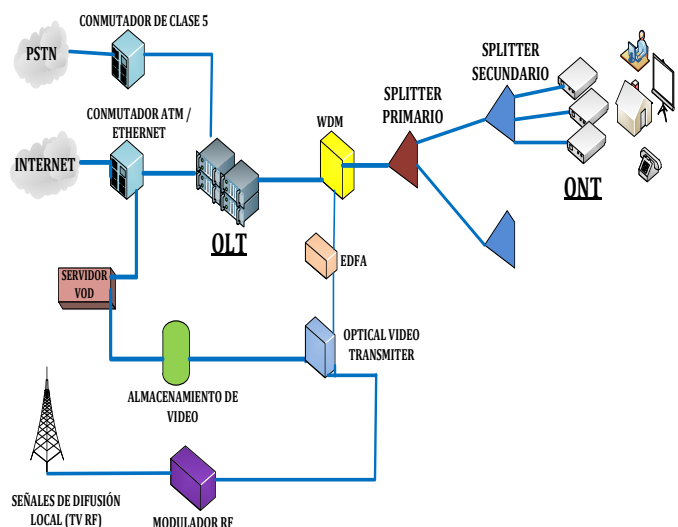 CONMUTADOR DE CLASE 5
PSTN
CONMUTADOR ATM /
ETHERNET
INTERNET
OLT
WDM
SPLITTER
PRIMARIO
SPLITTER
SECUNDARIO
ONT
EDFA
SERVIDOR
VOD
OPTICAL VIDEO
TRANSMITER
ALMACENAMIENTO DE
VIDEO
SEÑALES DE DIFUSIÓN
LOCAL (TV RF)
MODULADOR RF